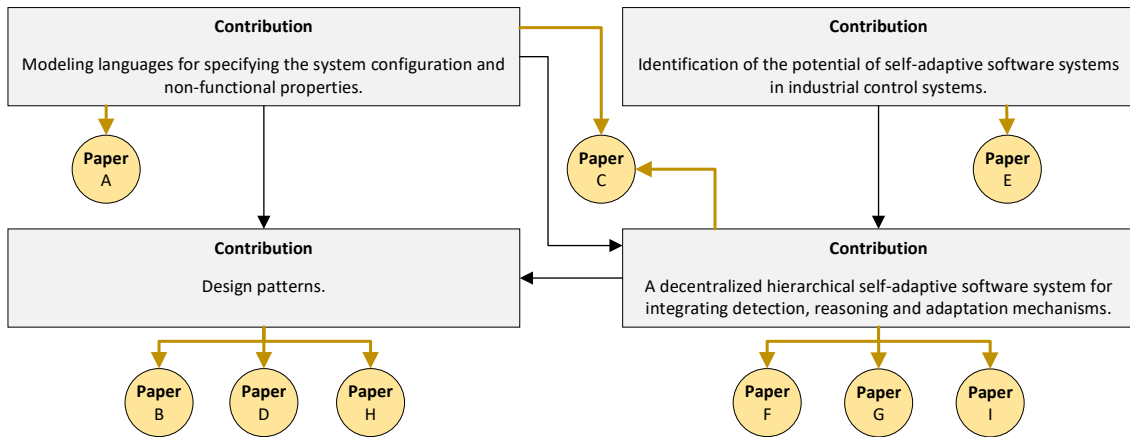 Contribution
Modeling languages for specifying the system configuration and
non-functional properties.
Contribution
Identification of the potential of self-adaptive software systems
in industrial control systems.
Paper
A
Paper
C
Paper
E
Contribution
Design patterns.
Contribution
A decentralized hierarchical self-adaptive software system for
integrating detection, reasoning and adaptation mechanisms.
Paper
B
Paper
D
Paper
H
Paper
F
Paper
G
Paper
I